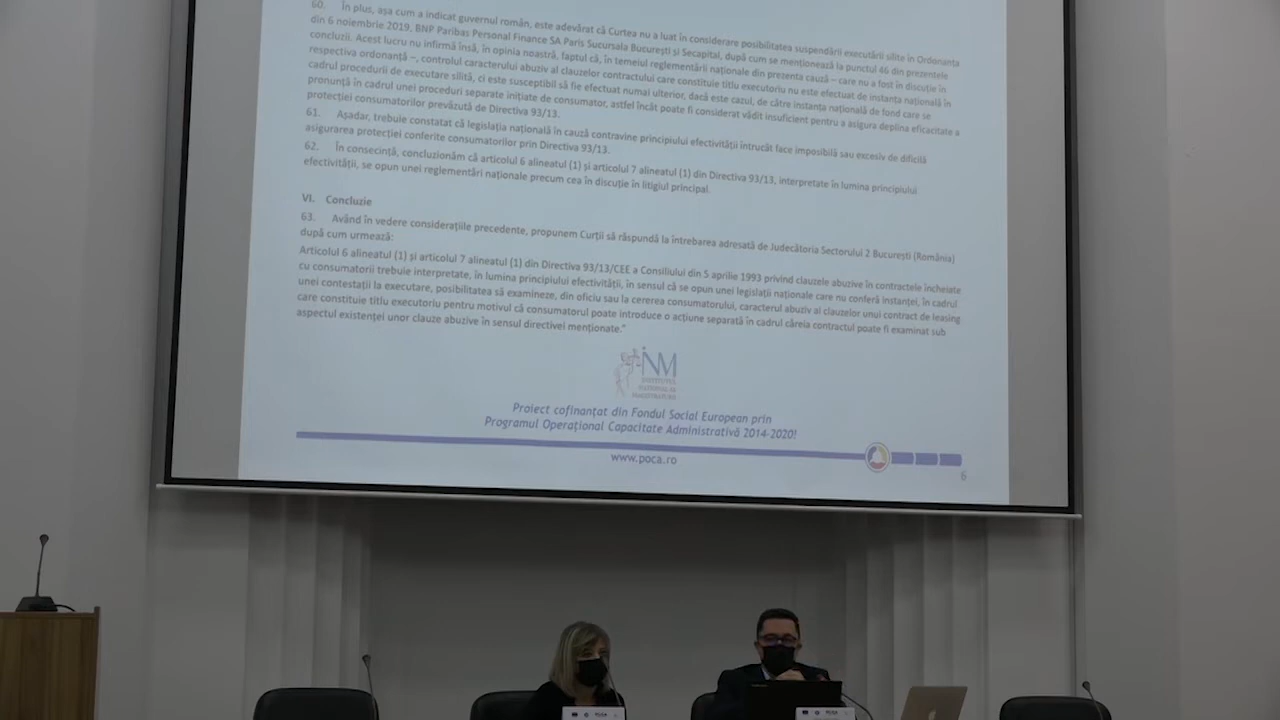 60. În plus, așa cum a indicat guvernul român, este adevărat că Curtea nu a luat în considerare posibilitatea suspendării executării silite în Ordonanța
din 6 noiembrie 2019, BNP Paribas Personal Finance SA Paris Sucursala București și Secapital, după cum se menționează la punctul 46 din prezentele
concluzii. Acest lucru nu infirmă însă, în opinia noastră, faptul că, în temeiul reglementării naționale din prezenta cauză – care nu a fost în discuție în
respectiva ordonanță –, controlul caracterului abuziv al clauzelor contractului care constituie titlu executoriu nu este efectuat de instanța națională în
cadrul procedurii de executare silită, ci este susceptibil să fie efectuat numai ulterior, dacă este cazul, de către instanța națională de fond care se
pronunță în cadrul unei proceduri separate inițiate de consumator, astfel încât poate fi considerat vădit insuficient pentru a asigura deplina eficacitate a
protecției consumatorilor prevăzută de Directiva 93/13.
61. Așadar, trebuie constatat că legislația națională în cauză contravine principiului efectivității întrucât face imposibilă sau excesiv de dificilă
asigurarea protecției conferite consumatorilor prin Directiva 93/13.
62. În consecință, concluzionăm că articolul 6 alineatul (1) și articolul 7 alineatul (1) din Directiva 93/13, interpretate în lumina principiului
efectivității, se opun unei reglementări naționale precum cea în discuție în litigiul principal.
VI. Concluzie
63. Având în vedere considerațiile precedente, propunem Curții să răspundă la întrebarea adresată de Judecătoria Sectorului 2 București (România)
după cum urmează:
Articolul 6 alineatul (1) și articolul 7 alineatul (1) din Directiva 93/13/CEE a Consiliului din 5 aprilie 1993 privind clauzele abuzive în contractele încheiate
cu consumatorii trebuie interpretate, în lumina principiului efectivității, în sensul că se opun unei legislații naționale care nu conferă instanței, în cadrul
unei contestații la executare, posibilitatea să examineze, din oficiu sau la cererea consumatorului, caracterul abuziv al clauzelor unui contract de leasing
care constituie titlu executoriu pentru motivul că consumatorul poate introduce o acțiune separată în cadrul căreia contractul poate fi examinat sub
aspectul existenței unor clauze abuzive în sensul directivei menționate."
INM
INSTITUTUL
NAȚIONAL AL
MAGISTRATURII
Proiect cofinanțat din Fondul Social European prin
Programul Operațional Capacitate Administrativă 2014-2020!
www.poca.ro
6
POCA
POCA